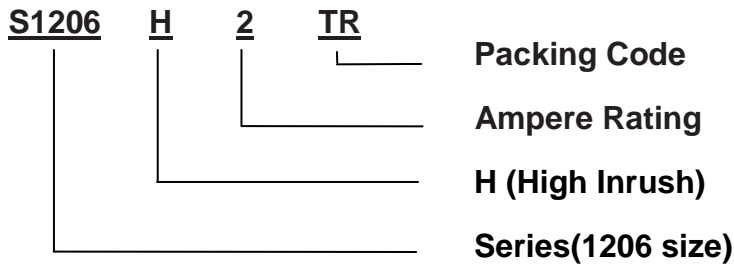 S1206 H 2 TR
Packing Code
Ampere Rating
H (High Inrush)
Series(1206 size)